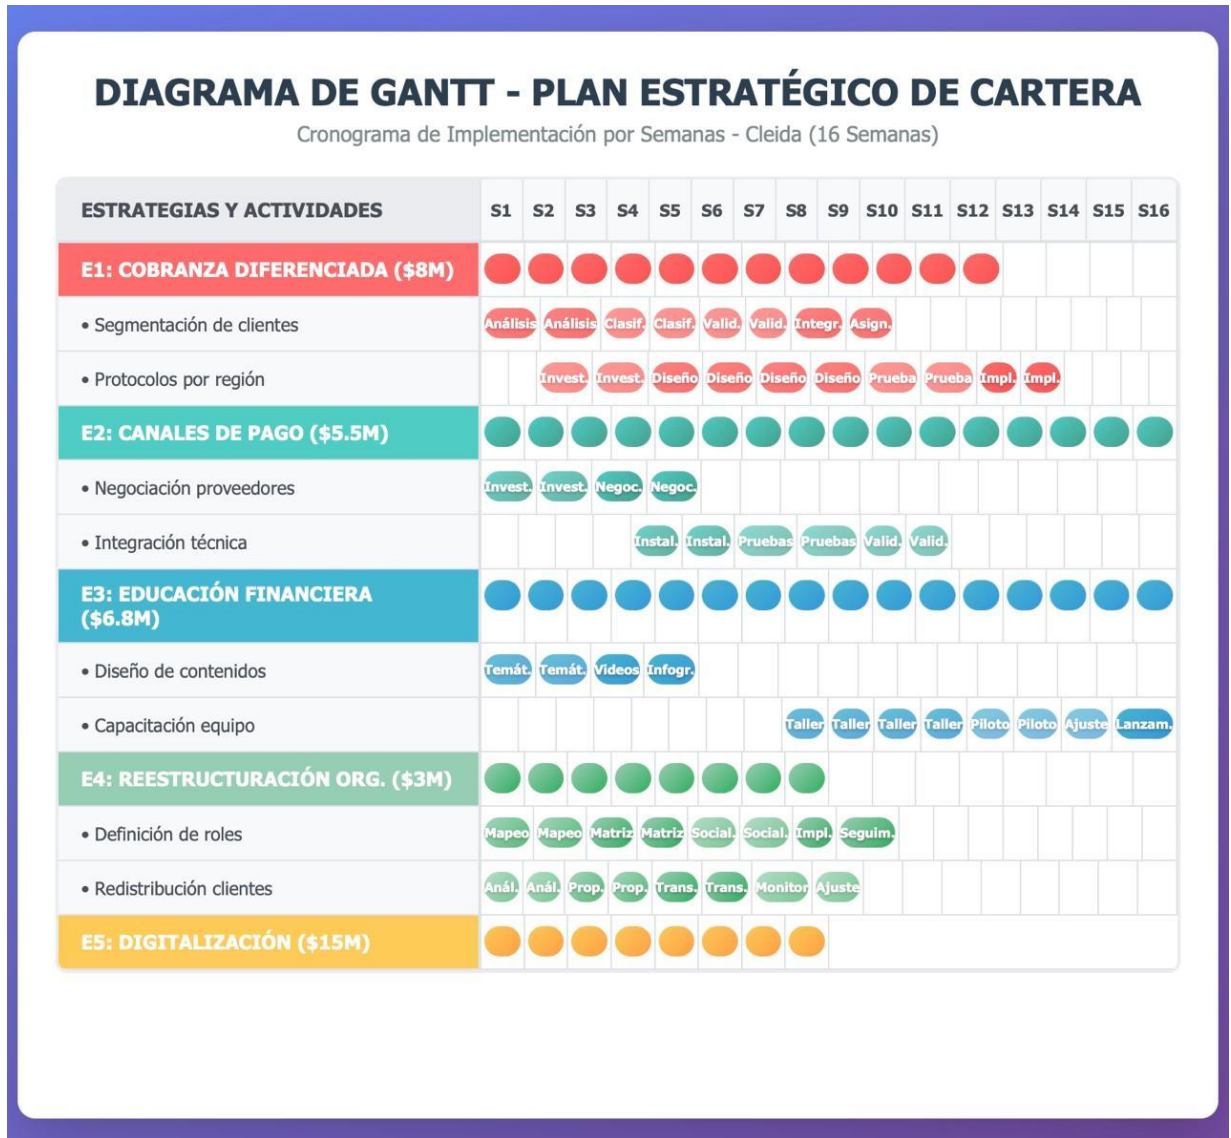 DIAGRAMA DE GANTT - PLAN ESTRATÉGICO DE CARTERA
Cronograma de Implementación por Semanas - Cleida (16 Semanas)
ESTRATEGIAS Y ACTIVIDADES S1 S2 S3 S4 S5 S6 S7 S8 S9 S10 S11 S12 S13 S14 S15 S16
E1: COBRANZA DIFERENCIADA ($8M)
• Segmentación de clientes Análisis Análisis Clasif. Clasif. Valid. Valid. Integr. Asign.
• Protocolos por región Invest. Invest. Diseño Diseño Diseño Diseño Prueba Prueba Impl. Impl.
E2: CANALES DE PAGO ($5.5M)
• Negociación proveedores Invest. Invest. Negoc. Negoc.
• Integración técnica Instal. Instal. Pruebas Pruebas Valid. Valid.
E3: EDUCACIÓN FINANCIERA
($6.8M)
• Diseño de contenidos Temát. Temát. Videos Infogr.
• Capacitación equipo Taller Taller Taller Taller Piloto Piloto Ajuste Lanzam.
E4: REESTRUCTURACIÓN ORG. ($3M)
• Definición de roles Mapeo Mapeo Matriz Matriz Social. Social. Impl. Seguim.
• Redistribución clientes Anál. Anál. Prop. Prop. Trans. Trans. Monitor Ajuste
E5: DIGITALIZACIÓN ($15M)